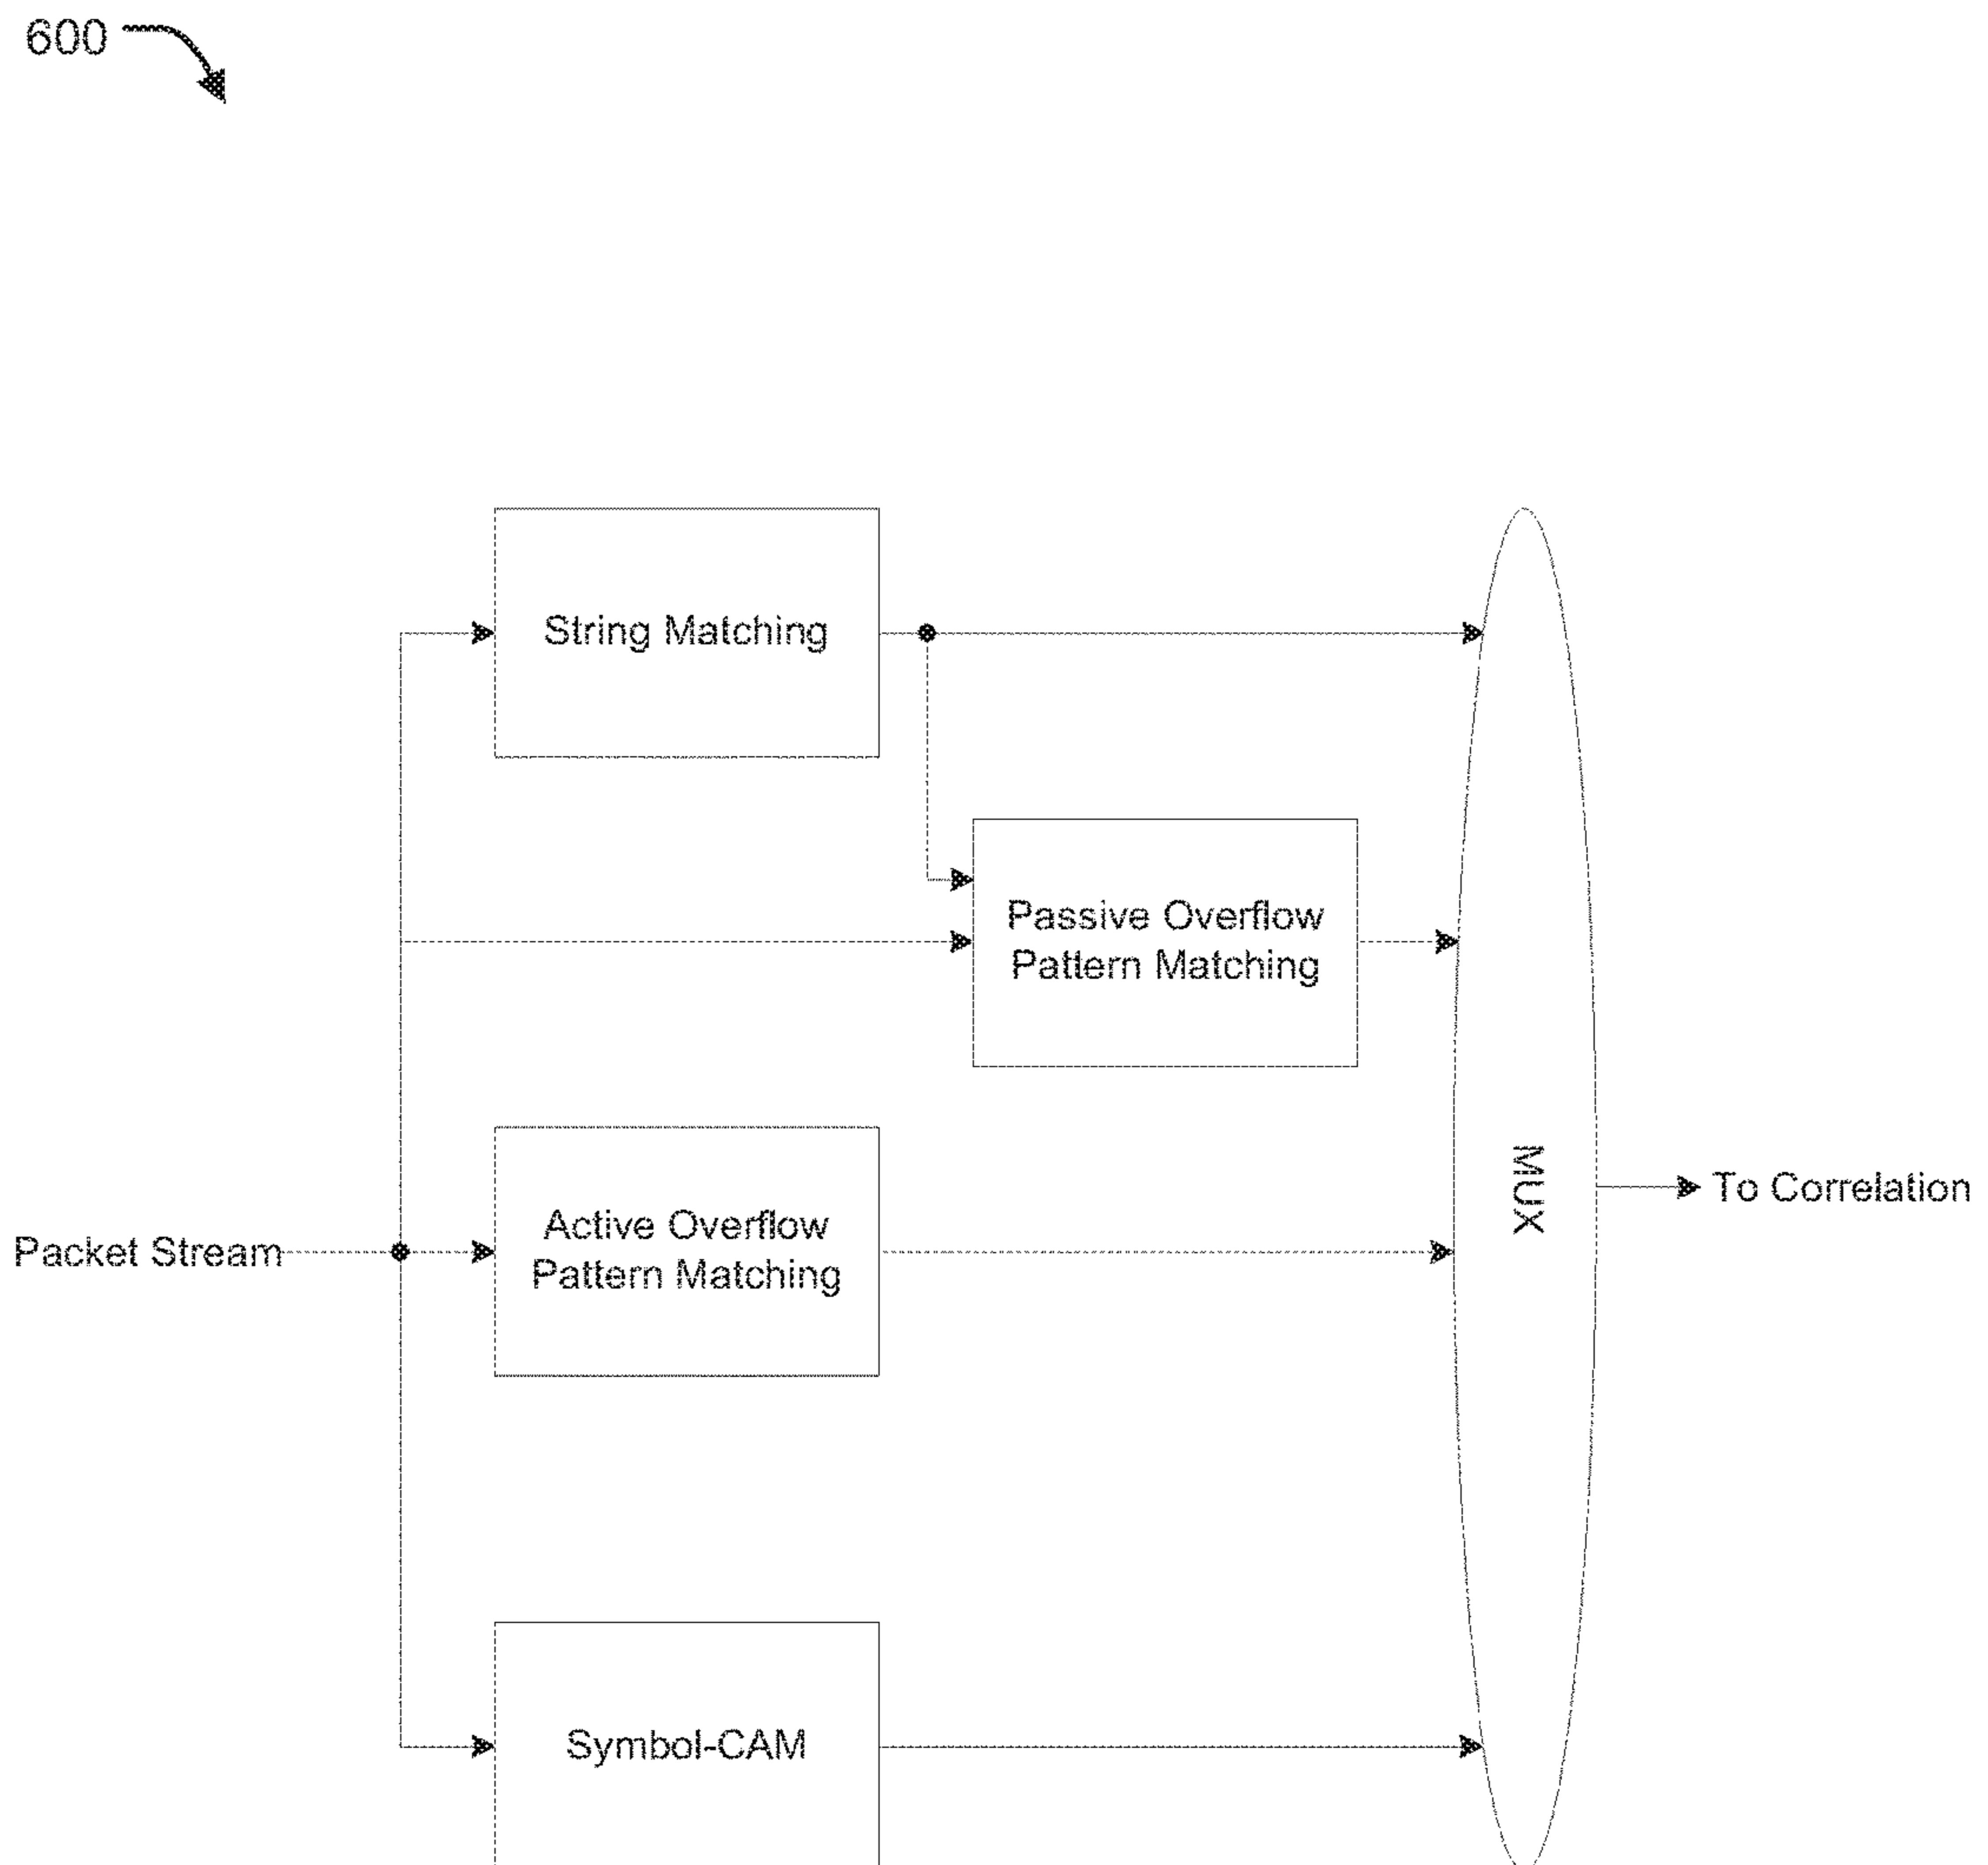 600
String Matching
Passive Overflow
Pattern Matching
Active Overflow
Pattern Matching
Packet Stream
MUX
To Correlation
Symbol-CAM